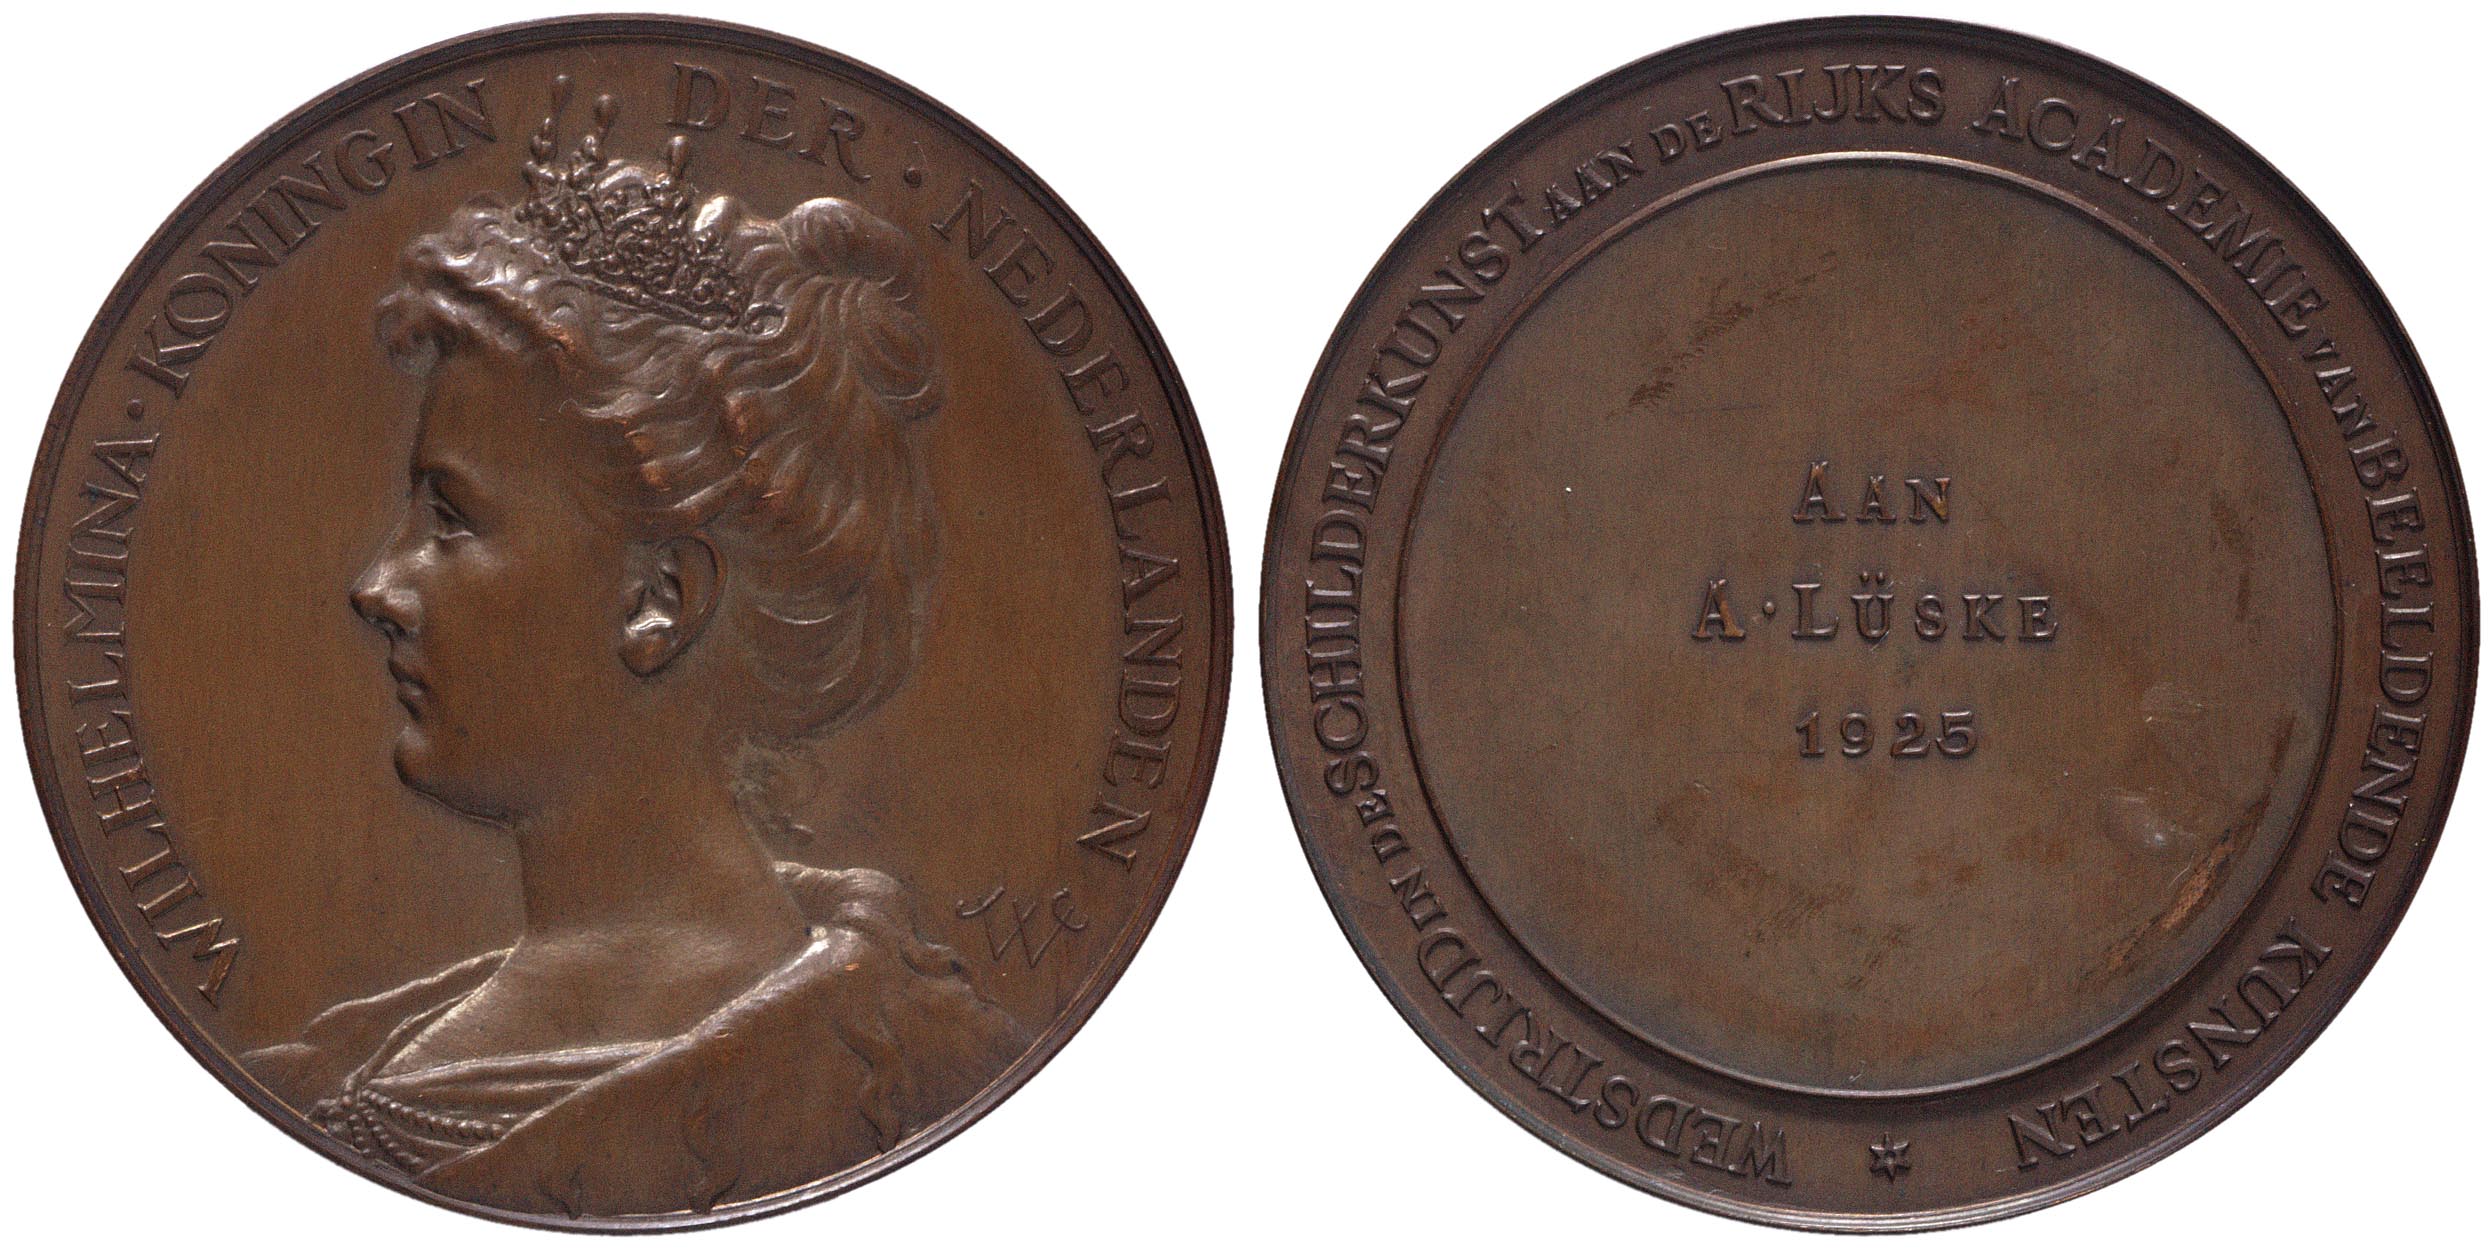 WILHELMINA · KONINGIN DER · NEDERLANDEN
WEDSTRIJD IN DE SCHILDERKUNST AAN DE RIJKS ACADEMIE VAN BEELDENDE KUNSTEN
AAN
A · LÜSKE
1925